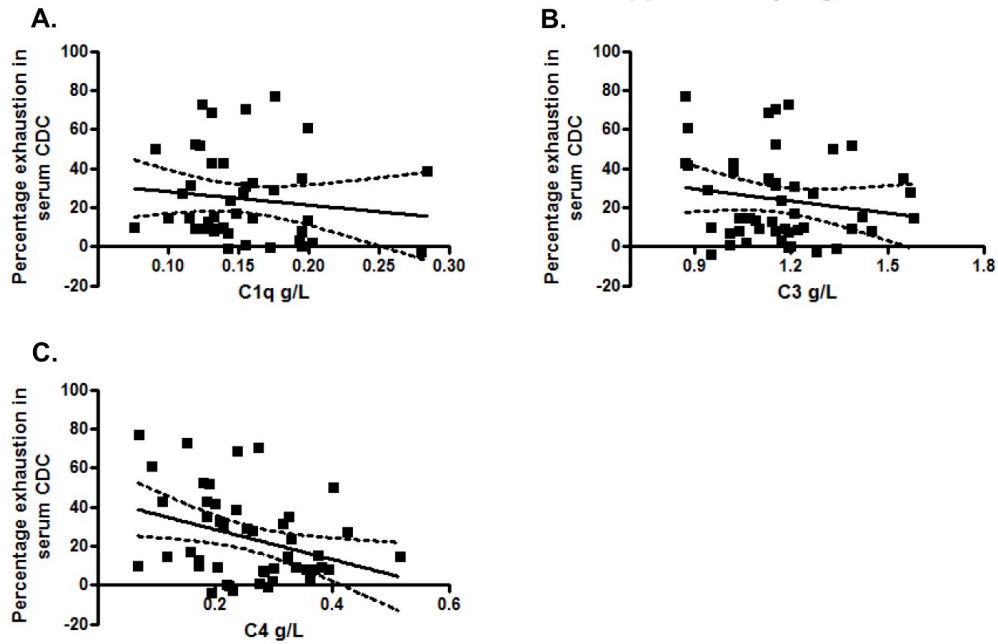 A.
Percentage exhaustion in
serum CDC
100
80
60
40
20
0
-20
0.10 0.15 0.20 0.25 0.30
C1q g/L
B.
Percentage exhaustion in
serum CDC
100
80
60
40
20
0
-20
0.9 1.2 1.5 1.8
C3 g/L
C.
Percentage exhaustion in
serum CDC
100
80
60
40
20
0
-20
0.2 0.4 0.6
C4 g/L